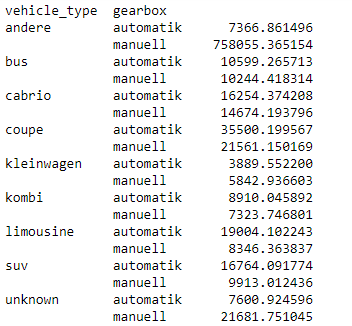 vehicle_type  gearbox
andere        automatik      7366.861496
              manuell      758055.365154
bus           automatik     10599.265713
              manuell       10244.418314
cabrio        automatik     16254.374208
              manuell       14674.193796
coupe         automatik     35500.199567
              manuell       21561.150169
kleinwagen    automatik      3889.552200
              manuell        5842.936603
kombi         automatik      8910.045892
              manuell        7323.746801
limousine     automatik     19004.102243
              manuell        8346.363837
suv           automatik     16764.091774
              manuell        9913.012436
unknown       automatik      7600.924596
              manuell       21681.751045